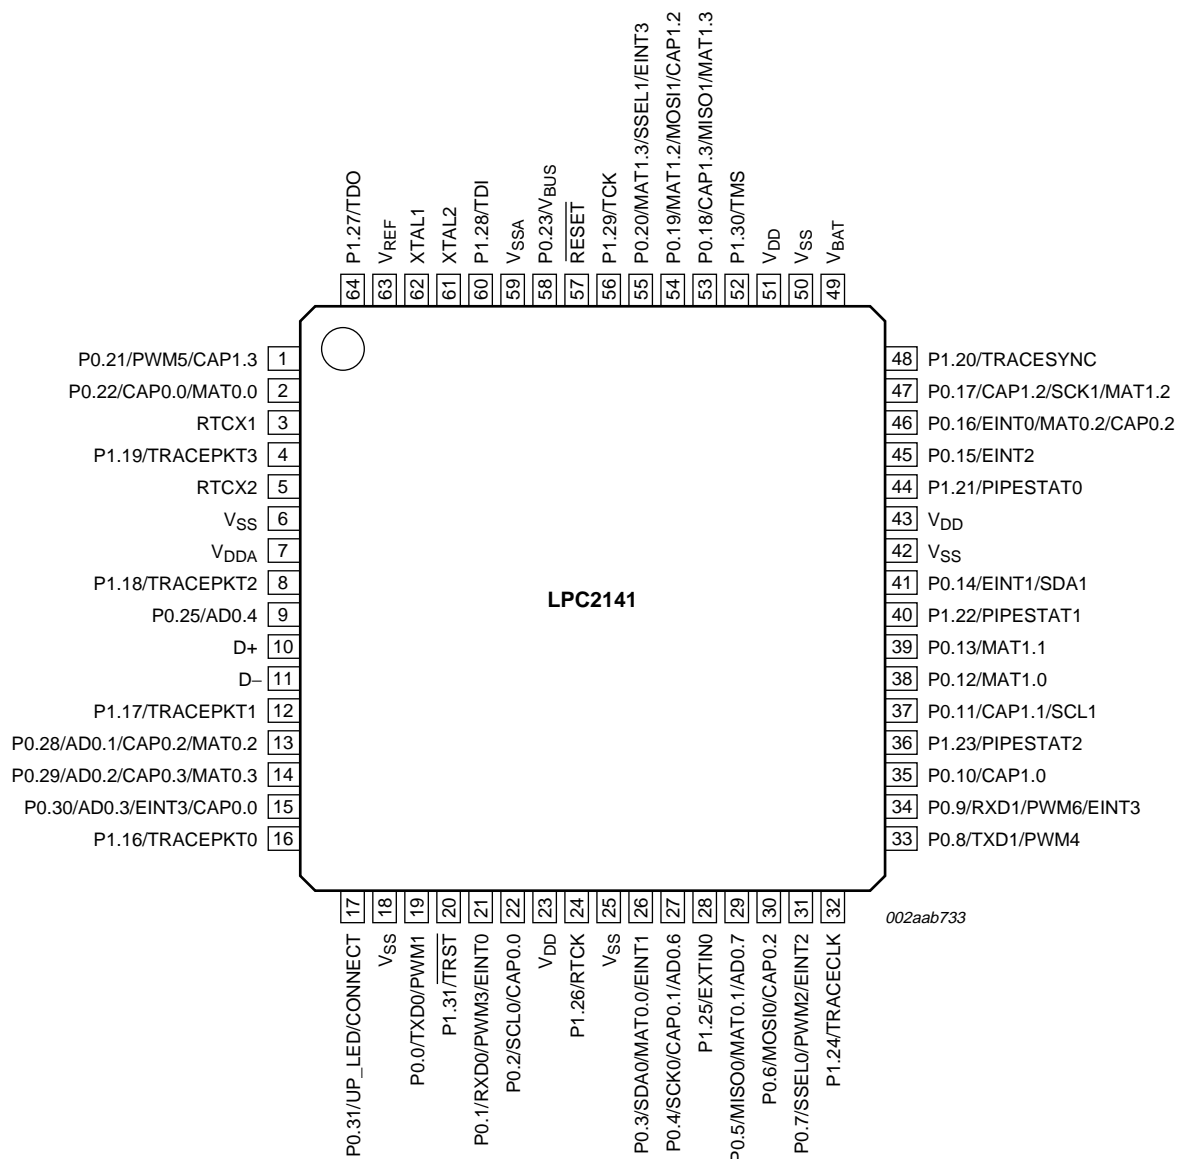 P1.27/TDO
VREF
XTAL1
XTAL2
P1.28/TDI
VSSA
P0.23/VBUS
RESET
P1.29/TCK
P0.20/MAT1.3/SSEL1/EINT3
P0.19/MAT1.2/MOSI1/CAP1.2
P0.18/CAP1.3/MISO1/MAT1.3
P1.30/TMS
VDD
VSS
VBAT
64
63
62
61
60
59
58
57
56
55
54
53
52
51
50
49
P0.21/PWM5/CAP1.3 1
P0.22/CAP0.0/MAT0.0 2
RTCX1 3
P1.19/TRACEPKT3 4
RTCX2 5
VSS 6
VDDA 7
P1.18/TRACEPKT2 8
P0.25/AD0.4 9
D+ 10
D− 11
P1.17/TRACEPKT1 12
P0.28/AD0.1/CAP0.2/MAT0.2 13
P0.29/AD0.2/CAP0.3/MAT0.3 14
P0.30/AD0.3/EINT3/CAP0.0 15
P1.16/TRACEPKT0 16
LPC2141
48 P1.20/TRACESYNC
47 P0.17/CAP1.2/SCK1/MAT1.2
46 P0.16/EINT0/MAT0.2/CAP0.2
45 P0.15/EINT2
44 P1.21/PIPESTAT0
43 VDD
42 VSS
41 P0.14/EINT1/SDA1
40 P1.22/PIPESTAT1
39 P0.13/MAT1.1
38 P0.12/MAT1.0
37 P0.11/CAP1.1/SCL1
36 P1.23/PIPESTAT2
35 P0.10/CAP1.0
34 P0.9/RXD1/PWM6/EINT3
33 P0.8/TXD1/PWM4
17
18
19
20
21
22
23
24
25
26
27
28
29
30
31
32
P0.31/UP_LED/CONNECT
VSS
P0.0/TXD0/PWM1
P1.31/TRST
P0.1/RXD0/PWM3/EINT0
P0.2/SCL0/CAP0.0
VDD
P1.26/RTCK
VSS
P0.3/SDA0/MAT0.0/EINT1
P0.4/SCK0/CAP0.1/AD0.6
P1.25/EXTIN0
P0.5/MISO0/MAT0.1/AD0.7
P0.6/MOSI0/CAP0.2
P0.7/SSEL0/PWM2/EINT2
P1.24/TRACECLK
002aab733